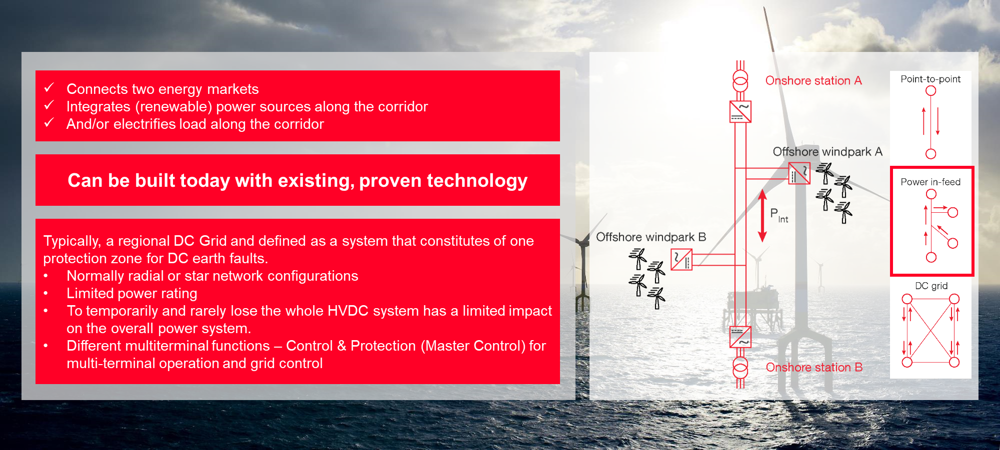 ✓ Connects two energy markets
✓ Integrates (renewable) power sources along the corridor
✓ And/or electrifies load along the corridor
Can be built today with existing, proven technology
Typically, a regional DC Grid and defined as a system that constitutes of one
protection zone for DC earth faults.
• Normally radial or star network configurations
• Limited power rating
• To temporarily and rarely lose the whole HVDC system has a limited impact
on the overall power system.
• Different multiterminal functions – Control & Protection (Master Control) for
multi-terminal operation and grid control
Onshore station A
Offshore windpark A
P Int
Offshore windpark B
Onshore station B
Point-to-point
Power in-feed
DC grid